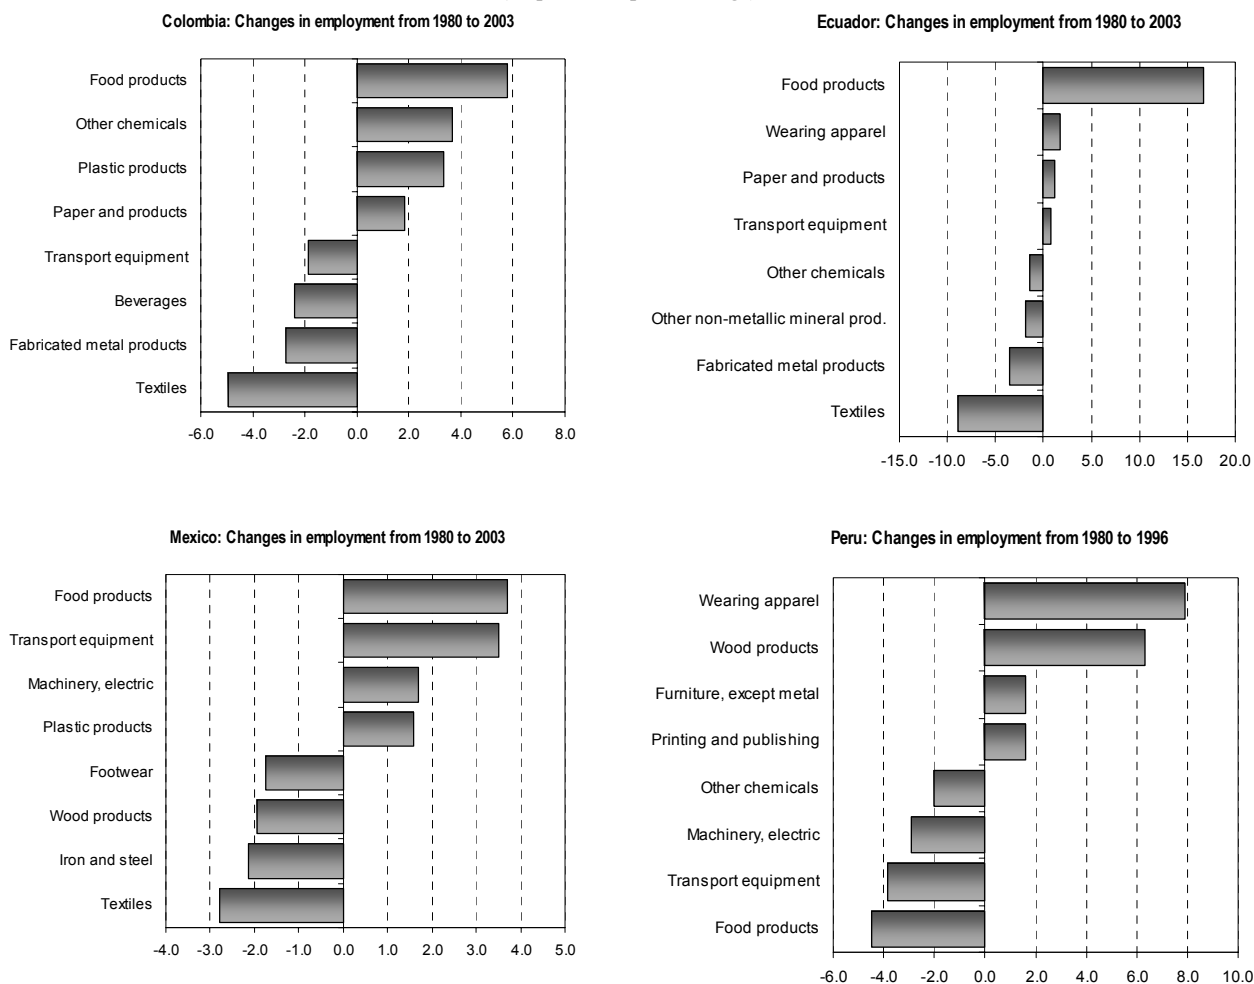 Colombia: Changes in employment from 1980 to 2003
Food products
Other chemicals
Plastic products
Paper and products
Transport equipment
Beverages
Fabricated metal products
Textiles
-6.0 -4.0 -2.0 0.0 2.0 4.0 6.0 8.0
Ecuador: Changes in employment from 1980 to 2003
Food products
Wearing apparel
Paper and products
Transport equipment
Other chemicals
Other non-metallic mineral prod.
Fabricated metal products
Textiles
-15.0 -10.0 -5.0 0.0 5.0 10.0 15.0 20.0
Mexico: Changes in employment from 1980 to 2003
Food products
Transport equipment
Machinery, electric
Plastic products
Footwear
Wood products
Iron and steel
Textiles
-4.0 -3.0 -2.0 -1.0 0.0 1.0 2.0 3.0 4.0 5.0
Peru: Changes in employment from 1980 to 1996
Wearing apparel
Wood products
Furniture, except metal
Printing and publishing
Other chemicals
Machinery, electric
Transport equipment
Food products
-6.0 -4.0 -2.0 0.0 2.0 4.0 6.0 8.0 10.0